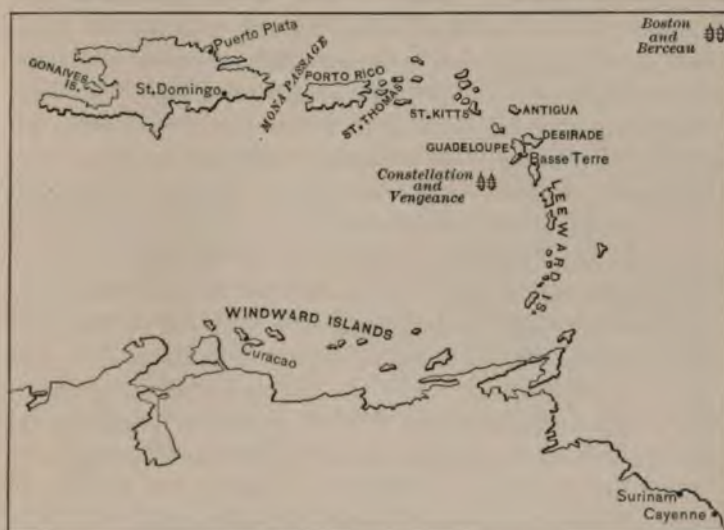 Boston
and
Berceau
Puerto Plata
GONAIVES
IS.
St. Domingo
MONA PASSAGE
PORTO RICO
ST. THOMAS
ST. KITTS
ANTIGUA
DESIRADE
GUADELOUPE
Basse Terre
Constellation
and
Vengeance
LEEWARD IS.
WINDWARD ISLANDS
Curacao
Surinam
Cayenne